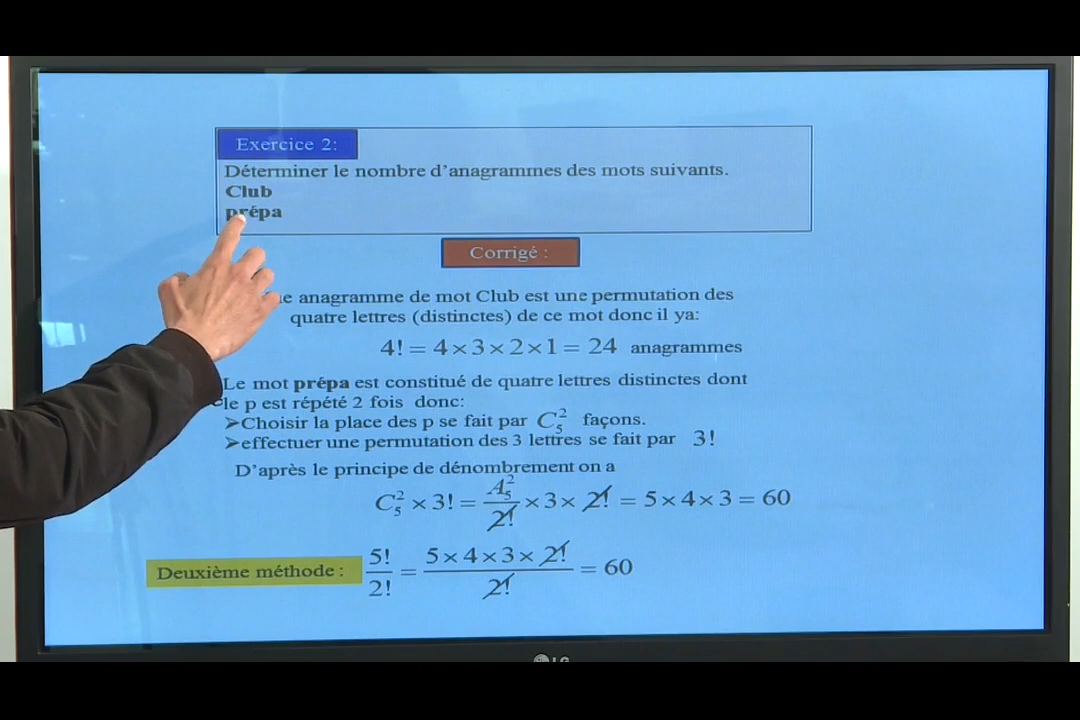 Exercice 2:
Déterminer le nombre d'anagrammes des mots suivants.
Club
prépa
Corrigé :
anagramme de mot Club est une permutation des
quatre lettres (distinctes) de ce mot donc il ya:
4! = 4 × 3 × 2 × 1 = 24 anagrammes
Le mot prépa est constitué de quatre lettres distinctes dont
le p est répété 2 fois donc:
➢Choisir la place des p se fait par C₅² façons.
➢effectuer une permutation des 3 lettres se fait par 3!
D'après le principe de dénombrement on a
C₅² × 3! = A₅²/2! × 3 × 2! = 5 × 4 × 3 = 60
Deuxième méthode : 5!/2! = (5 × 4 × 3 × 2!)/2! = 60
LG